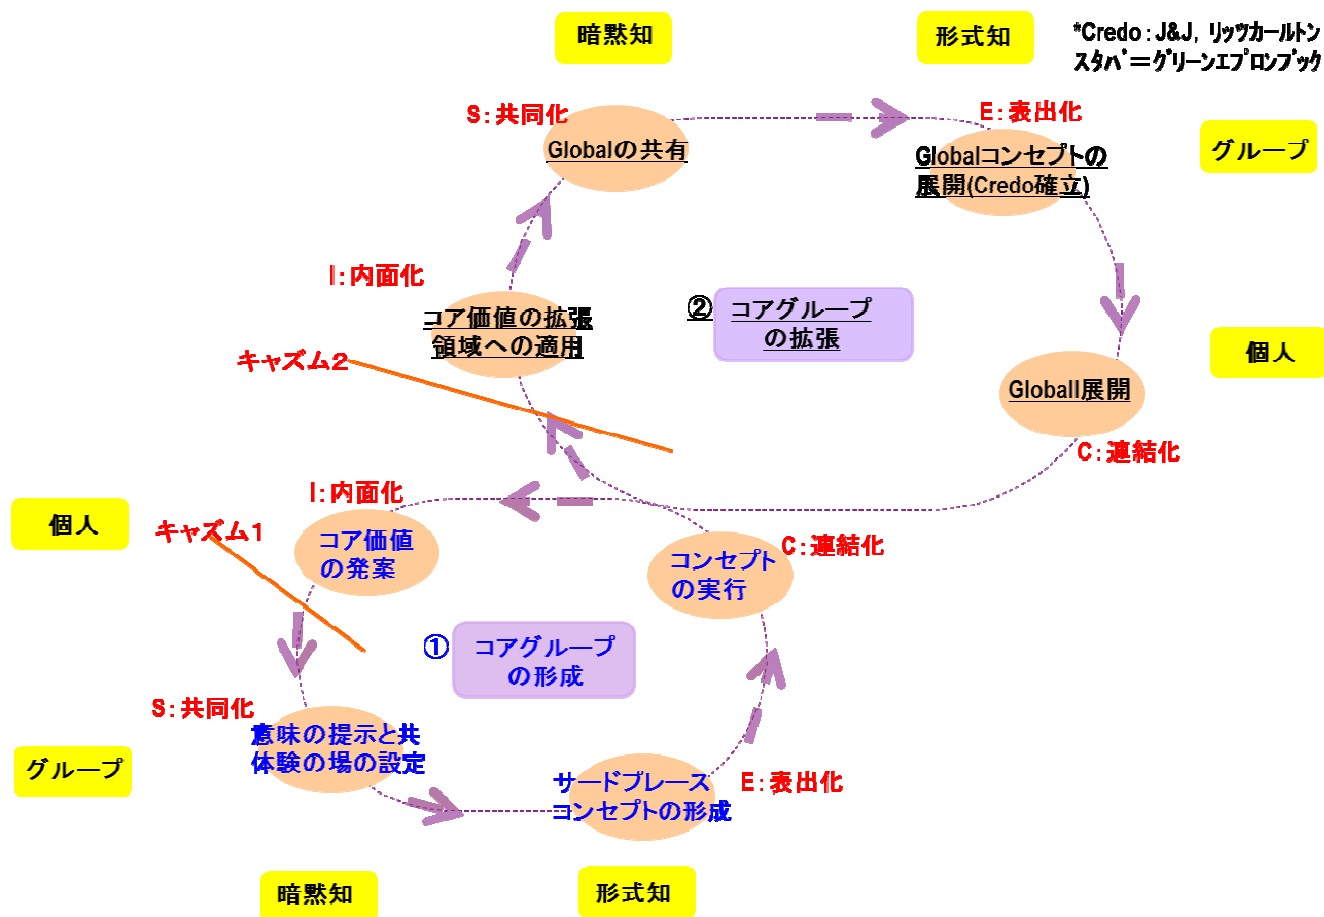 暗黙知
形式知
*Credo：J&J，リッツカールトン
スタバ＝グリーンエプロンブック
S：共同化
Globalの共有
E：表出化
Globalコンセプトの
展開(Credo確立)
グループ
I：内面化
コア価値の拡張
領域への適用
②
コアグループ
の拡張
個人
キャズム２
Globall展開
C：連結化
I：内面化
個人
キャズム１
コア価値
の発案
コンセプト
の実行
C：連結化
①
コアグループ
の形成
S：共同化
意味の提示と共
体験の場の設定
グループ
サードプレース
コンセプトの形成
E：表出化
暗黙知
形式知